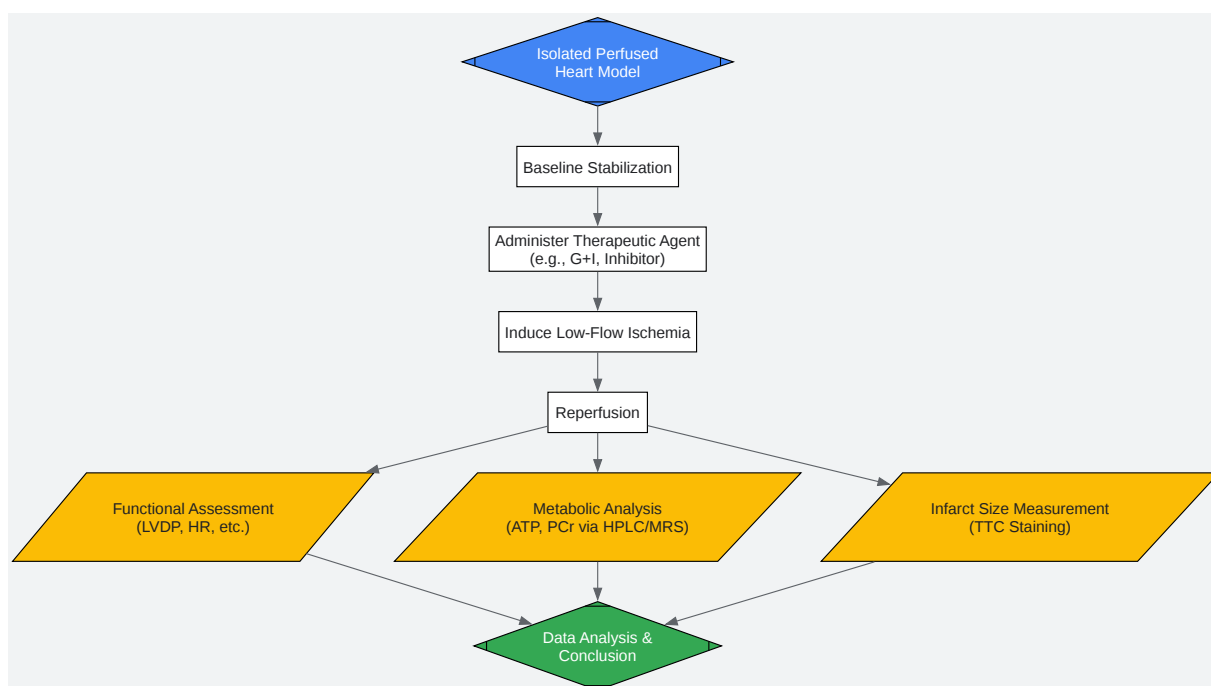 Isolated Perfused
Heart Model
Baseline Stabilization
Administer Therapeutic Agent
(e.g., G+I, Inhibitor)
Induce Low-Flow Ischemia
Reperfusion
Functional Assessment
(LVDP, HR, etc.)
Metabolic Analysis
(ATP, PCr via HPLC/MRS)
Infarct Size Measurement
(TTC Staining)
Data Analysis &
Conclusion